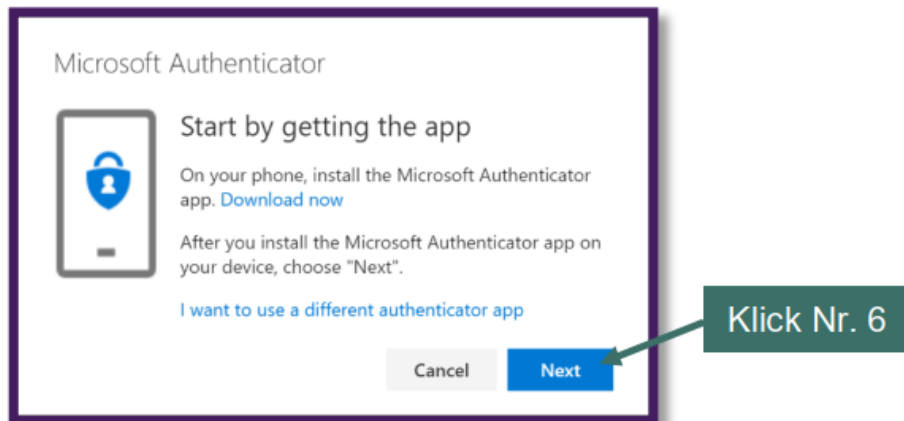 Microsoft Authenticator
Start by getting the app
On your phone, install the Microsoft Authenticator
app. Download now
After you install the Microsoft Authenticator app on
your device, choose "Next".
I want to use a different authenticator app
Cancel
Next
Klick Nr. 6